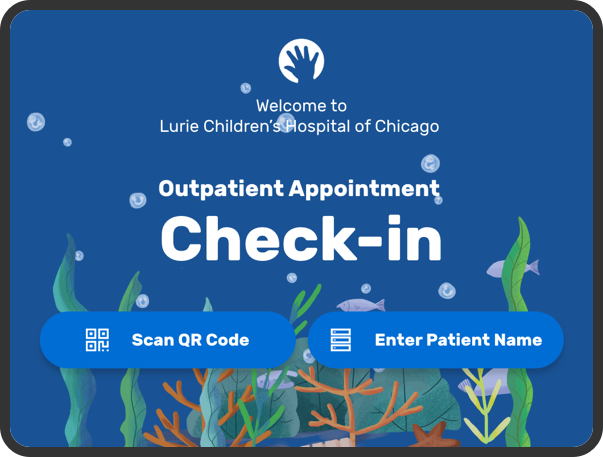 Welcome to
Lurie Children's Hospital of Chicago
Outpatient Appointment
Check-in
Scan QR Code
Enter Patient Name